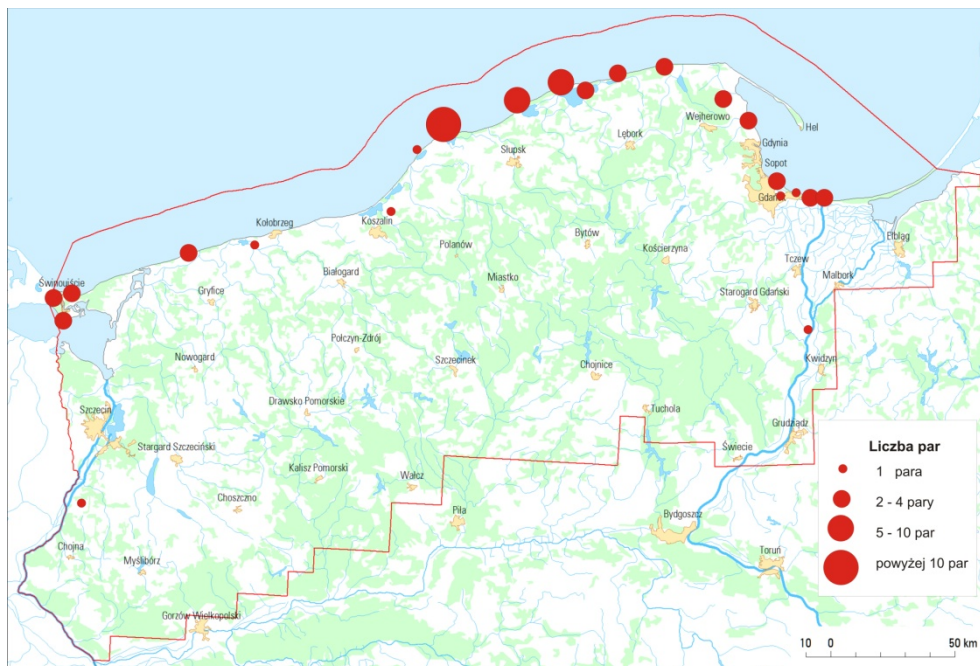 Wejherowo
Hel
Lębork
Gdynia
Słupsk
Sopot
Gdańsk
Kołobrzeg
Koszalin
Bytów
Kościerzyna
Elbląg
Polanów
Świnoujście
Białogard
Miastko
Tczew
Malbork
Gryfice
Starogard Gdański
Połczyn-Zdrój
Nowogard
Szczecinek
Chojnice
Kwidzyn
Szczecin
Drawsko Pomorskie
Tuchola
Grudziądz
Stargard Szczeciński
Świecie
Kalisz Pomorski
Wałcz
Choszczno
Piła
Bydgoszcz
Chojna
Myślibórz
Toruń
Gorzów Wielkopolski
Liczba par
1 para
2 - 4 pary
5 - 10 par
powyżej 10 par
10 0 50 km